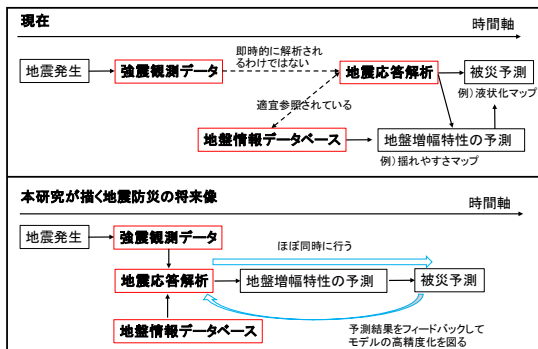 現在
時間軸
地震発生
強震観測データ
即時的に解析され
るわけではない
地震応答解析
被災予測
例）液状化マップ
適宜参照されている
地盤情報データベース
地盤増幅特性の予測
例）揺れやすさマップ
本研究が描く地震防災の将来像
時間軸
地震発生
強震観測データ
ほぼ同時に行う
地震応答解析
地盤増幅特性の予測
被災予測
地盤情報データベース
予測結果をフィードバックして
モデルの高精度化を図る